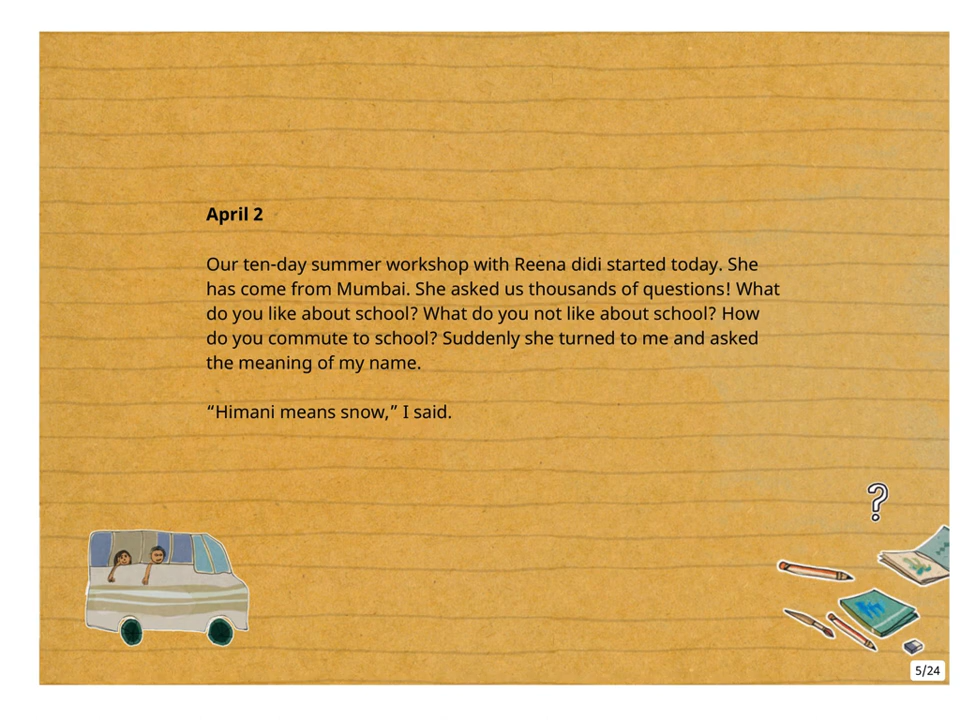 April 2
Our ten-day summer workshop with Reena didi started today. She
has come from Mumbai. She asked us thousands of questions! What
do you like about school? What do you not like about school? How
do you commute to school? Suddenly she turned to me and asked
the meaning of my name.
“Himani means snow,” I said.
?
5/24